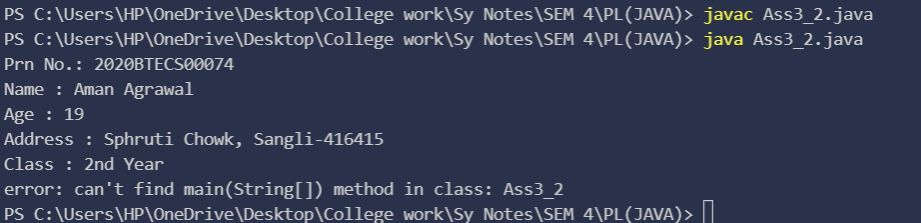 PS C:\Users\HP\OneDrive\Desktop\College work\Sy Notes\SEM 4\PL(JAVA)> javac Ass3_2.java
PS C:\Users\HP\OneDrive\Desktop\College work\Sy Notes\SEM 4\PL(JAVA)> java Ass3_2.java
Prn No.: 2020BTECS00074
Name : Aman Agrawal
Age : 19
Address : Sphruti Chowk, Sangli-416415
Class : 2nd Year
error: can't find main(String[]) method in class: Ass3_2
PS C:\Users\HP\OneDrive\Desktop\College work\Sy Notes\SEM 4\PL(JAVA)>